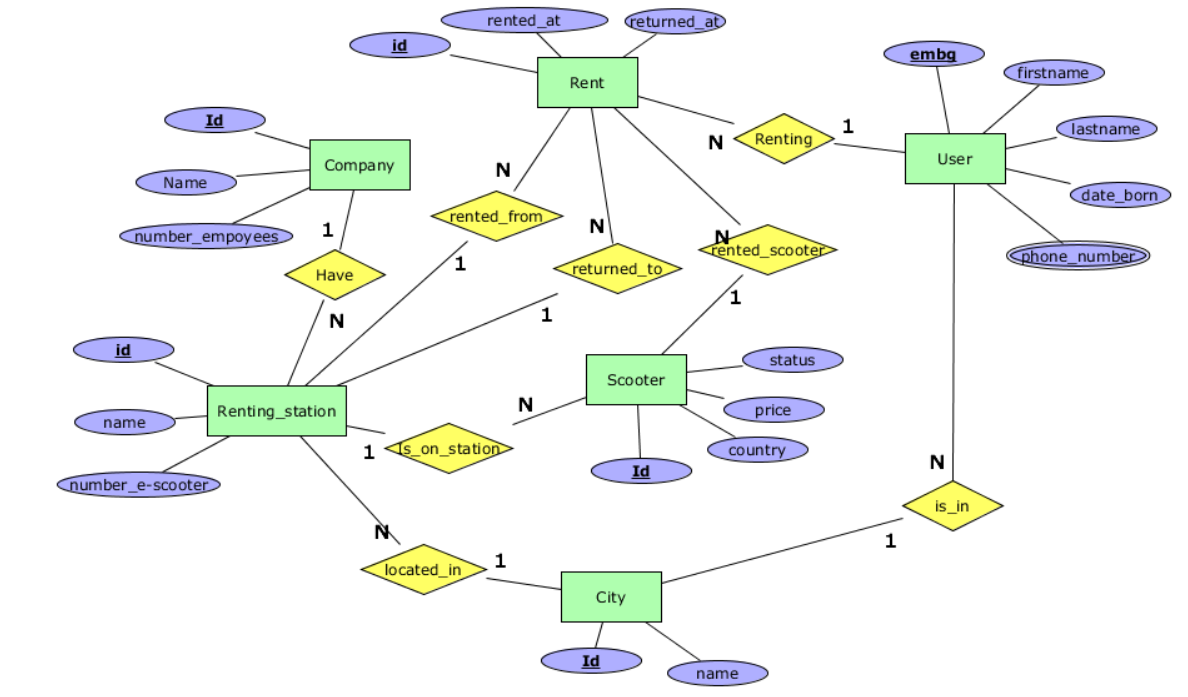 rented_at
returned_at
id
embg
firstname
Rent
Id
Renting
1
N
lastname
User
Company
Name
date_born
N
rented_from
number_empoyees
1
N
N
rented_scooter
phone_number
1
Have
returned_to
1
N
1
id
status
Scooter
Renting_station
N
price
name
1
Is_on_station
country
number_e-scooter
Id
N
is_in
N
1
1
located_in
City
Id
name